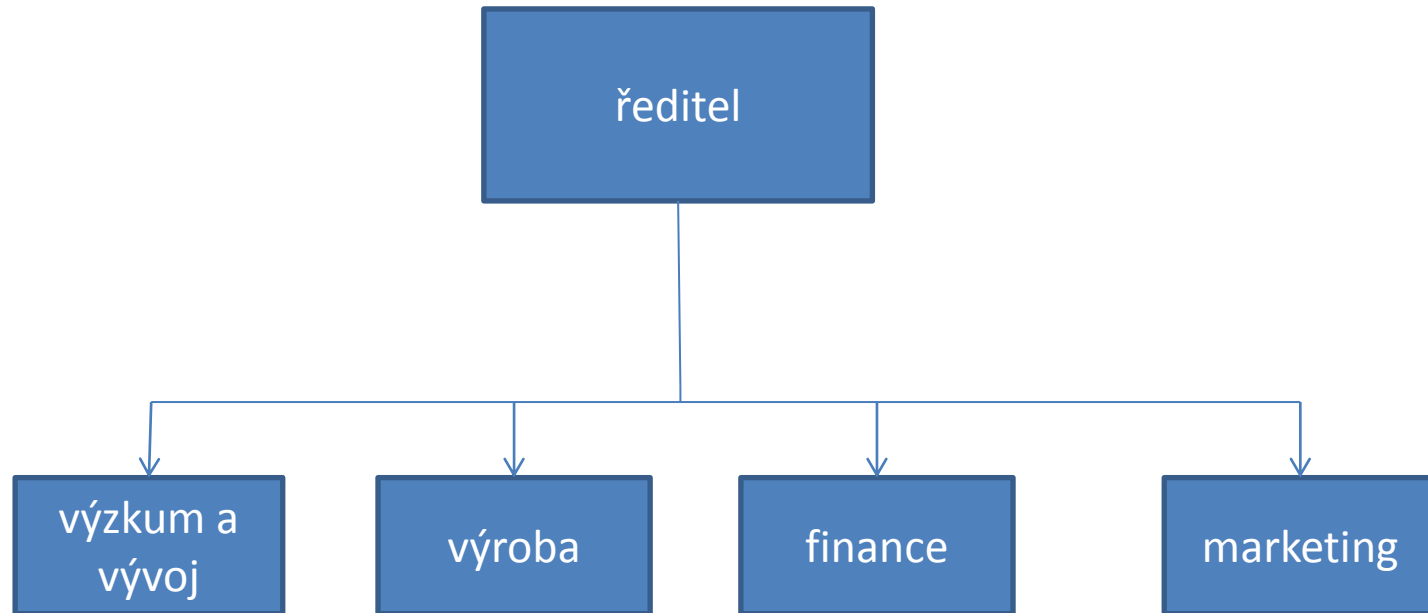 ředitel
výzkum a
vývoj
výroba
finance
marketing